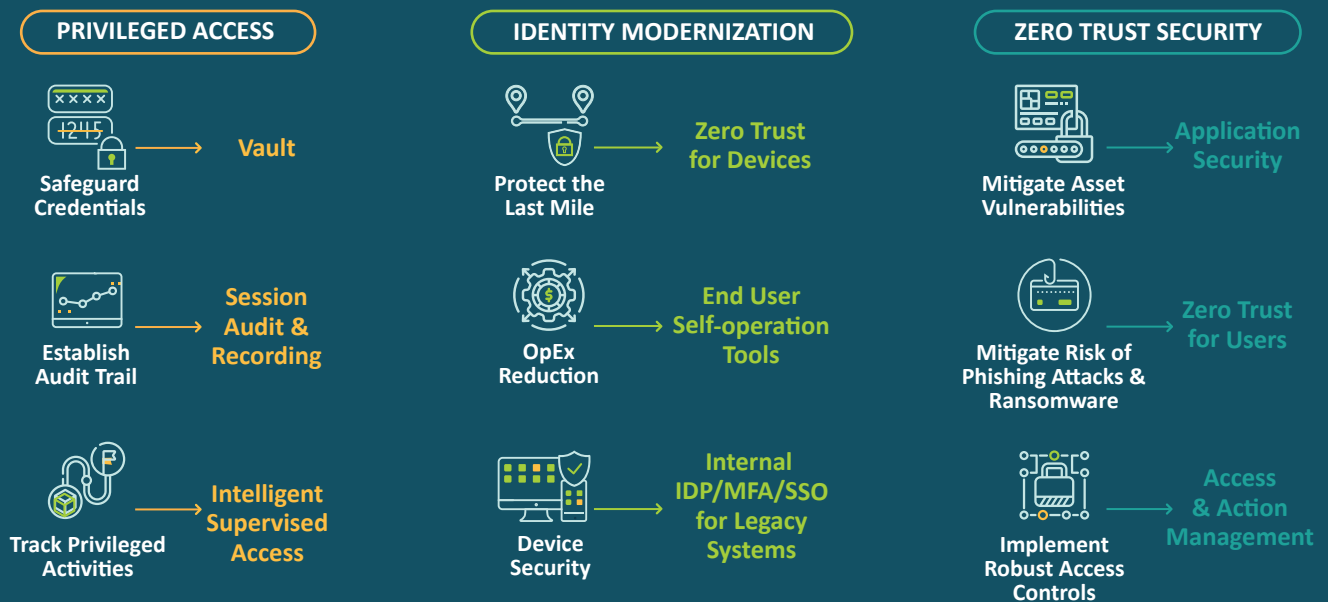 PRIVILEGED ACCESS
xxxx
1245
Safeguard
Credentials
Vault
Establish
Audit Trail
Session
Audit &
Recording
Track Privileged
Activities
Intelligent
Supervised
Access
IDENTITY MODERNIZATION
Protect the
Last Mile
Zero Trust
for Devices
$
OpEx
Reduction
End User
Self-operation
Tools
Device
Security
Internal
IDP/MFA/SSO
for Legacy
Systems
ZERO TRUST SECURITY
Mitigate Asset
Vulnerabilities
Application
Security
Mitigate Risk of
Phishing Attacks &
Ransomware
Zero Trust
for Users
Implement
Robust Access
Controls
Access
& Action
Management